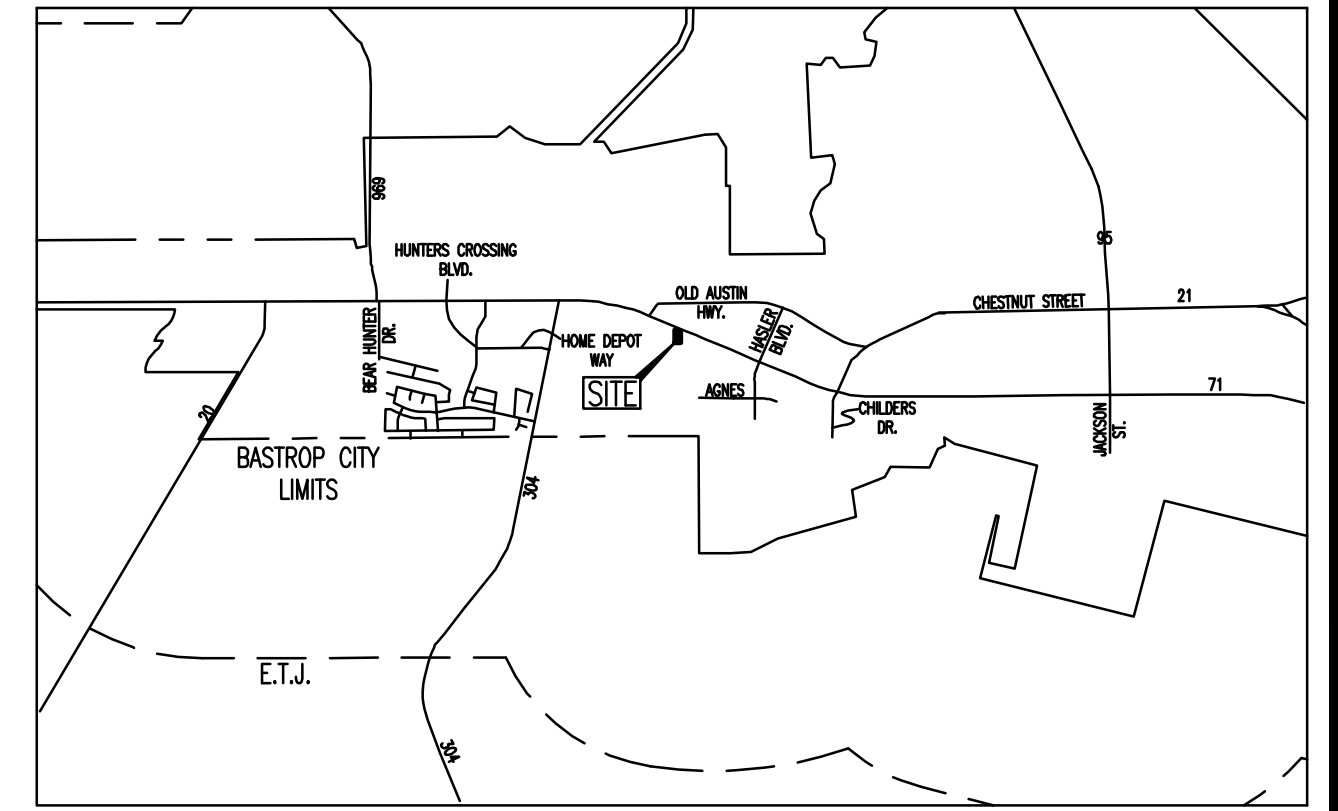 969
95
HUNTERS CROSSING
BLVD.
OLD AUSTIN
HWY.
CHESTNUT STREET
21
BEAR HUNTER
DR.
HASLER
BLVD.
HOME DEPOT
WAY
SITE
AGNES
71
20
CHILDERS
DR.
JACKSON
ST.
BASTROP CITY
LIMITS
304
E.T.J.
304